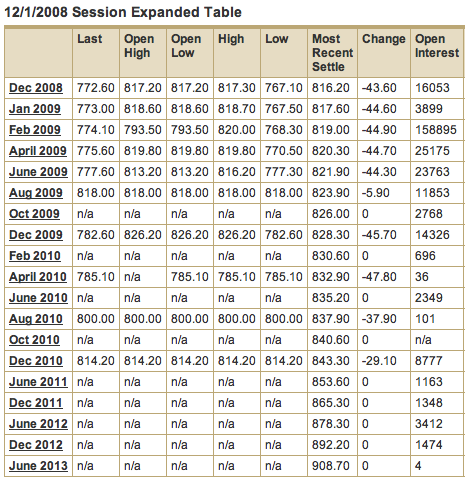 12/1/2008 Session Expanded Table
Last Open High Open Low High Low Most Recent Settle Change Open Interest
Dec 2008 772.60 817.20 817.20 817.30 767.10 816.20 -43.60 16053
Jan 2009 773.00 818.60 818.60 818.70 767.50 817.60 -44.60 3899
Feb 2009 774.10 793.50 793.50 820.00 768.30 819.00 -44.90 158895
April 2009 775.60 819.80 819.80 819.80 770.50 820.30 -44.70 25175
June 2009 777.60 813.20 813.20 816.20 777.30 821.90 -44.30 23763
Aug 2009 818.00 818.00 818.00 818.00 818.00 823.90 -5.90 11853
Oct 2009 n/a n/a n/a n/a n/a 826.00 0 2768
Dec 2009 782.60 826.20 826.20 826.20 782.60 828.30 -45.70 14326
Feb 2010 n/a n/a n/a n/a n/a 830.60 0 696
April 2010 785.10 n/a 785.10 785.10 785.10 832.90 -47.80 36
June 2010 n/a n/a n/a n/a n/a 835.20 0 2349
Aug 2010 800.00 800.00 800.00 800.00 800.00 837.90 -37.90 101
Oct 2010 n/a n/a n/a n/a n/a 840.60 0 n/a
Dec 2010 814.20 814.20 814.20 814.20 814.20 843.30 -29.10 8777
June 2011 n/a n/a n/a n/a n/a 853.60 0 1163
Dec 2011 n/a n/a n/a n/a n/a 865.30 0 1348
June 2012 n/a n/a n/a n/a n/a 878.30 0 3412
Dec 2012 n/a n/a n/a n/a n/a 892.20 0 1474
June 2013 n/a n/a n/a n/a n/a 908.70 0 4